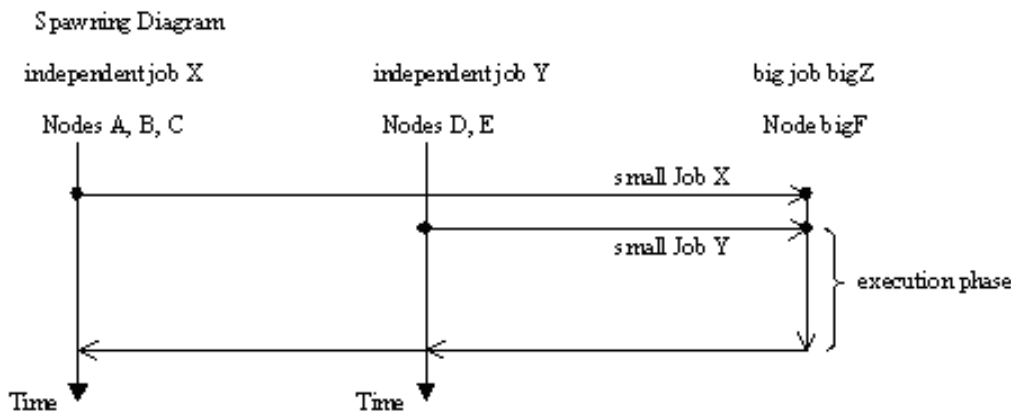 Spawning Diagram
independent job X
independent job Y
big job bigZ
Nodes A, B, C
Nodes D, E
Node bigF
small Job X
small Job Y
execution phase
Time
Time